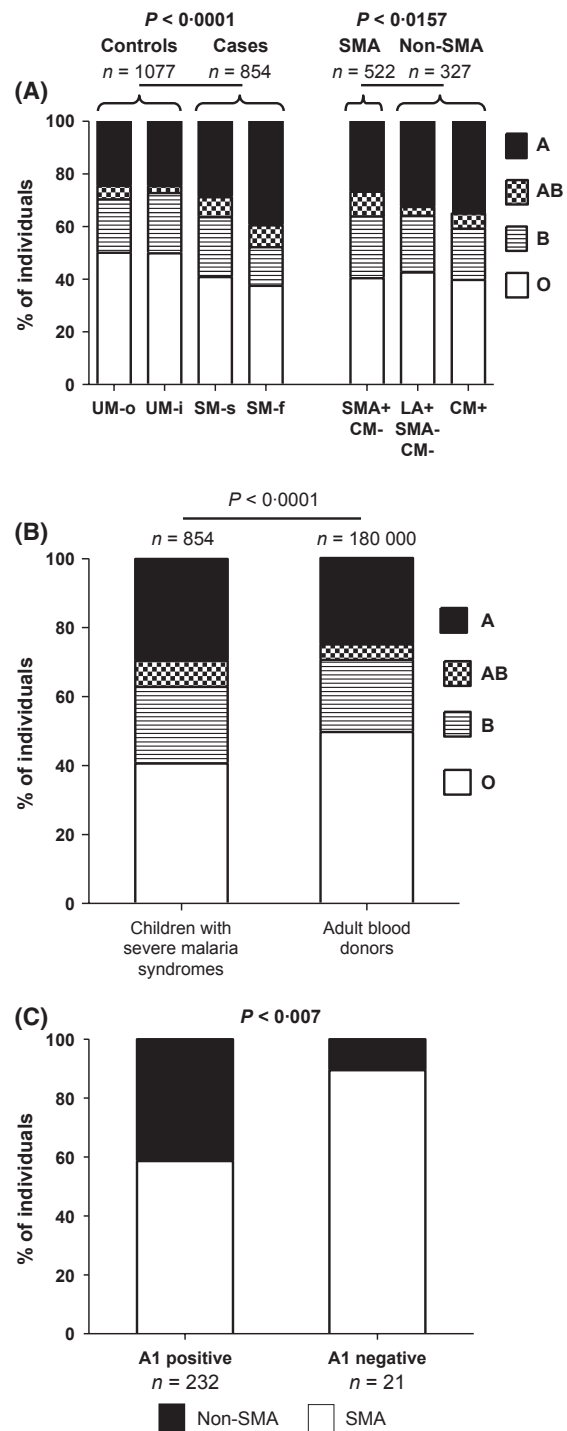 P < 0·0001 P < 0·0157
Controls Cases SMA Non-SMA
n = 1077 n = 854 n = 522 n = 327
(A)
100
80
60
40
20
0
% of individuals
A
AB
B
O
UM-o UM-i SM-s SM-f SMA+ LA+ CM+
CM- SMA-
CM-
P < 0·0001
(B)
n = 854 n = 180 000
100
80
60
40
20
0
% of individuals
A
AB
B
O
Children with Adult blood
severe malaria donors
syndromes
(C)
P < 0·007
100
80
60
40
20
0
% of individuals
A1 positive A1 negative
n = 232 n = 21
Non-SMA SMA